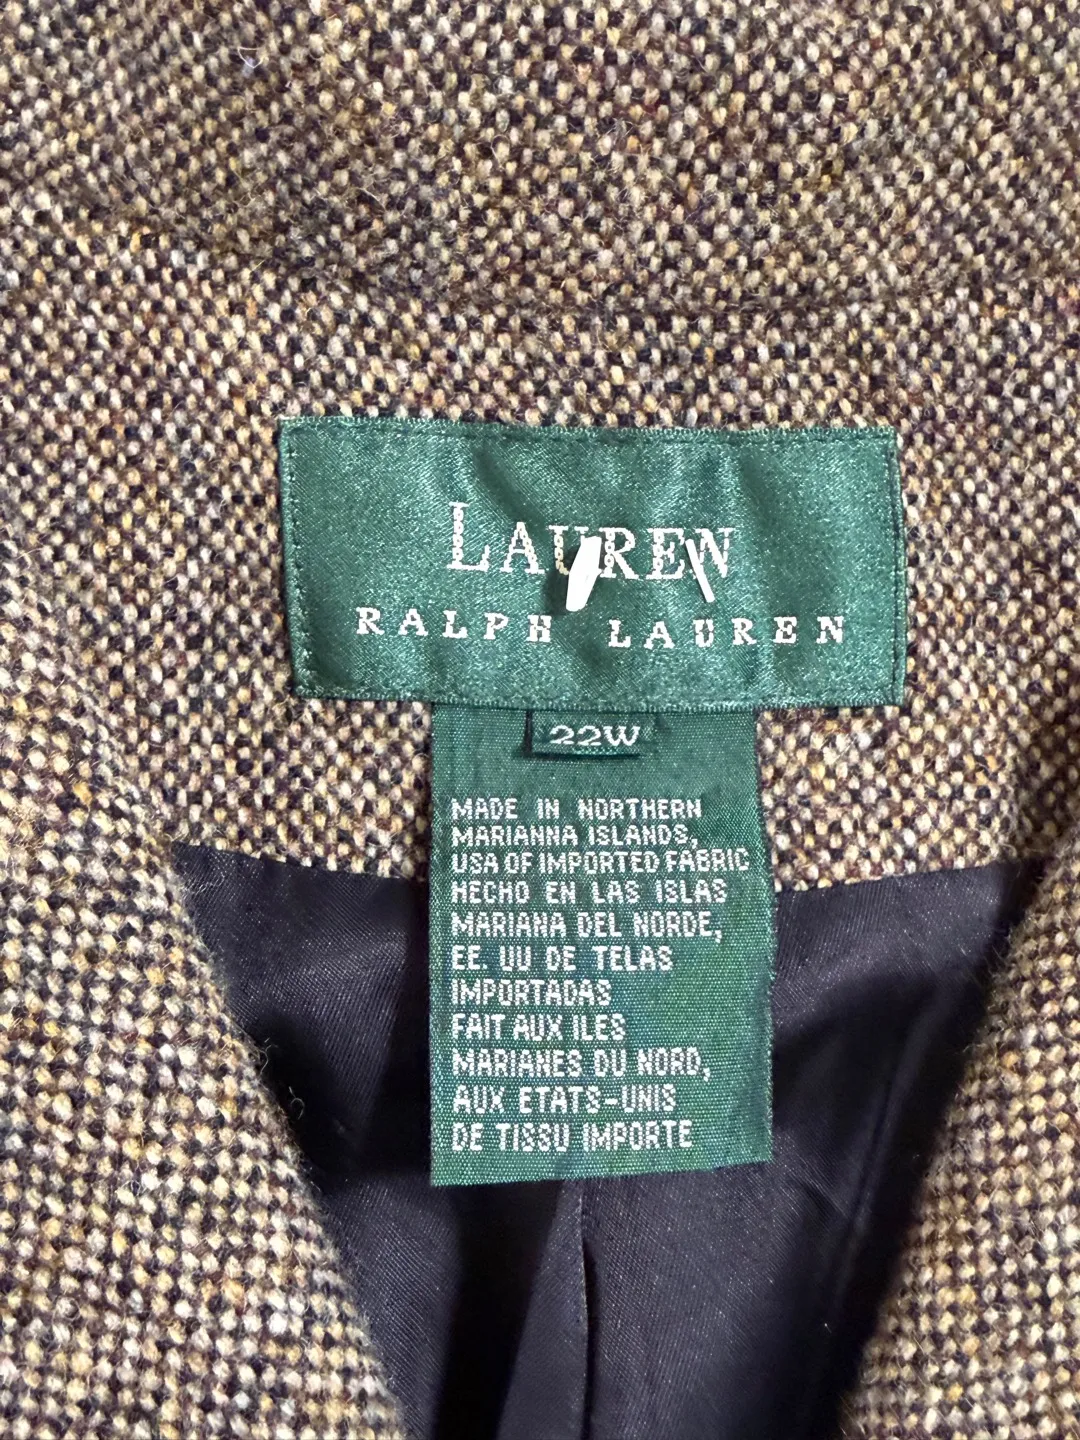 LAUREN
RALPH LAUREN
22W
MADE IN NORTHERN
MARIANNA ISLANDS,
USA OF IMPORTED FABRIC
HECHO EN LAS ISLAS
MARIANA DEL NORDE,
EE. UU DE TELAS
IMPORTADAS
FAIT AUX ILES
MARIANES DU NORD,
AUX ETATS-UNIS
DE TISSU IMPORTE